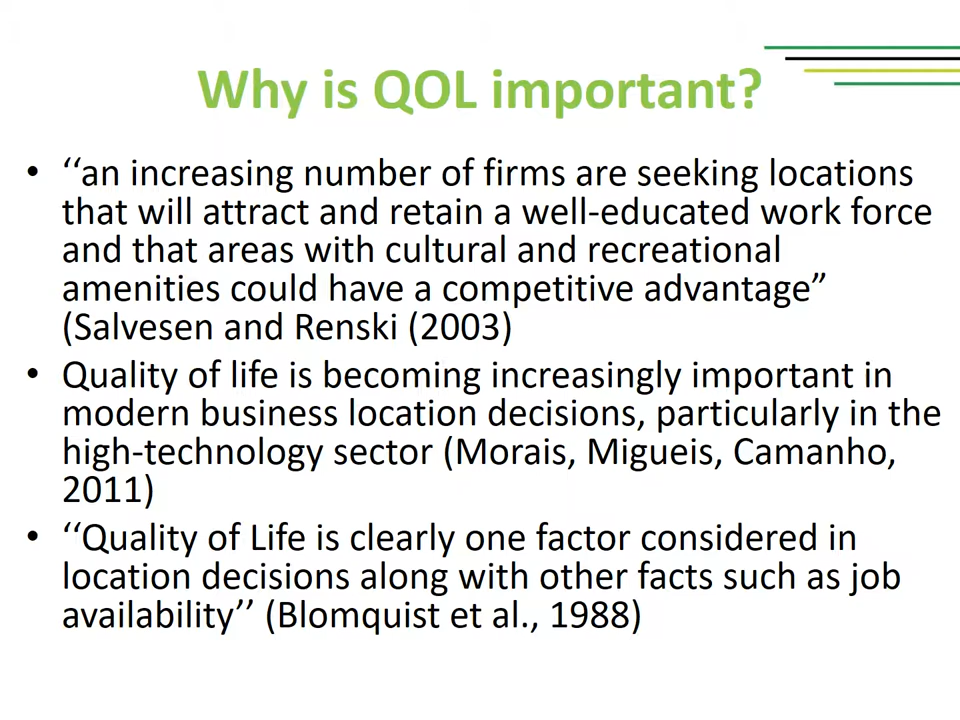 Why is QOL important?
• ‘‘an increasing number of firms are seeking locations
that will attract and retain a well-educated work force
and that areas with cultural and recreational
amenities could have a competitive advantage”
(Salvesen and Renski (2003)
• Quality of life is becoming increasingly important in
modern business location decisions, particularly in the
high-technology sector (Morais, Migueis, Camanho,
2011)
• ‘‘Quality of Life is clearly one factor considered in
location decisions along with other facts such as job
availability’’ (Blomquist et al., 1988)